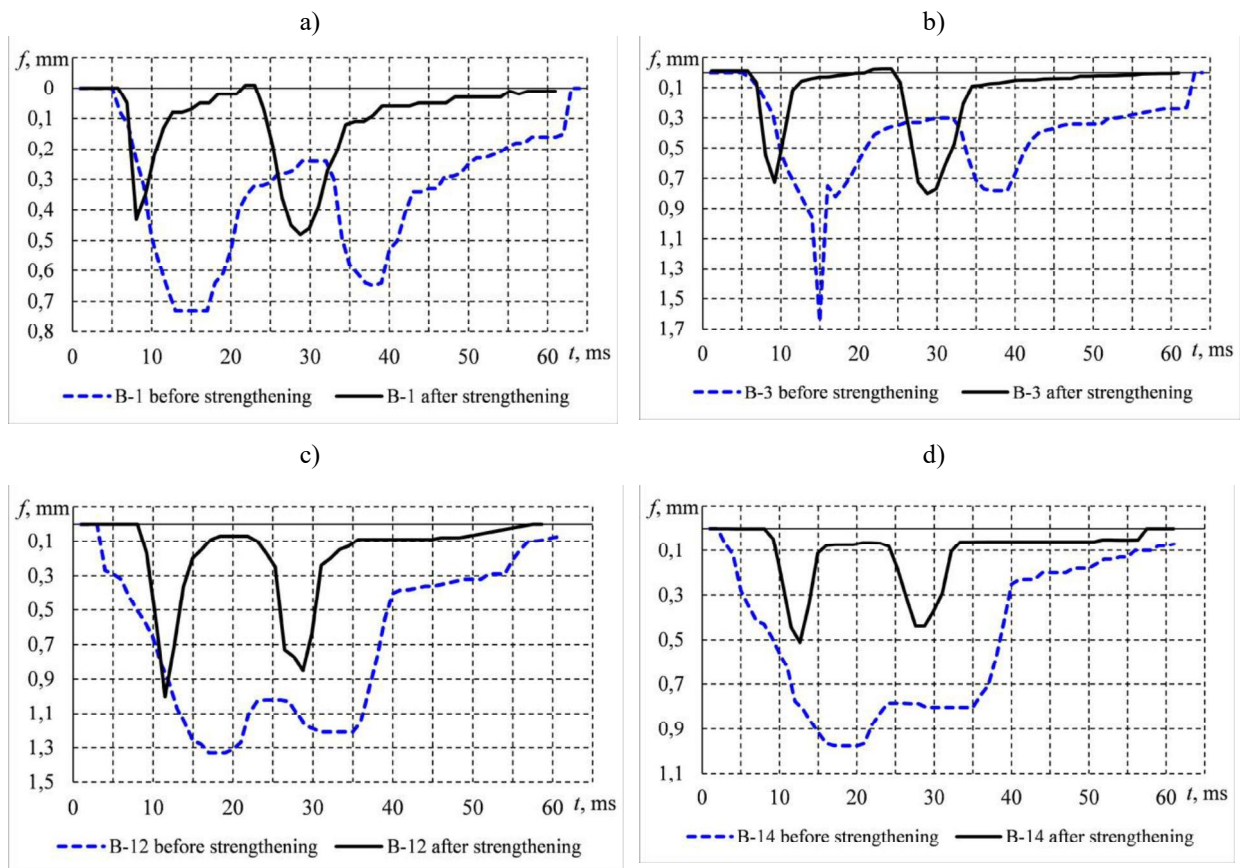 a)
f, mm
0
0,1
0,2
0,3
0,4
0,5
0,6
0,7
0,8
0 10 20 30 40 50 60 t, ms
B-1 before strengthening B-1 after strengthening
b)
f, mm
0,1
0,3
0,5
0,7
0,9
1,1
1,3
1,5
1,7
0 10 20 30 40 50 60 t, ms
B-3 before strengthening B-3 after strengthening
c)
f, mm
0,1
0,3
0,5
0,7
0,9
1,1
1,3
1,5
0 10 20 30 40 50 60 t, ms
B-12 before strengthening B-12 after strengthening
d)
f, mm
0,1
0,3
0,5
0,7
0,9
1,1
0 10 20 30 40 50 60 t, ms
B-14 before strengthening B-14 after strengthening